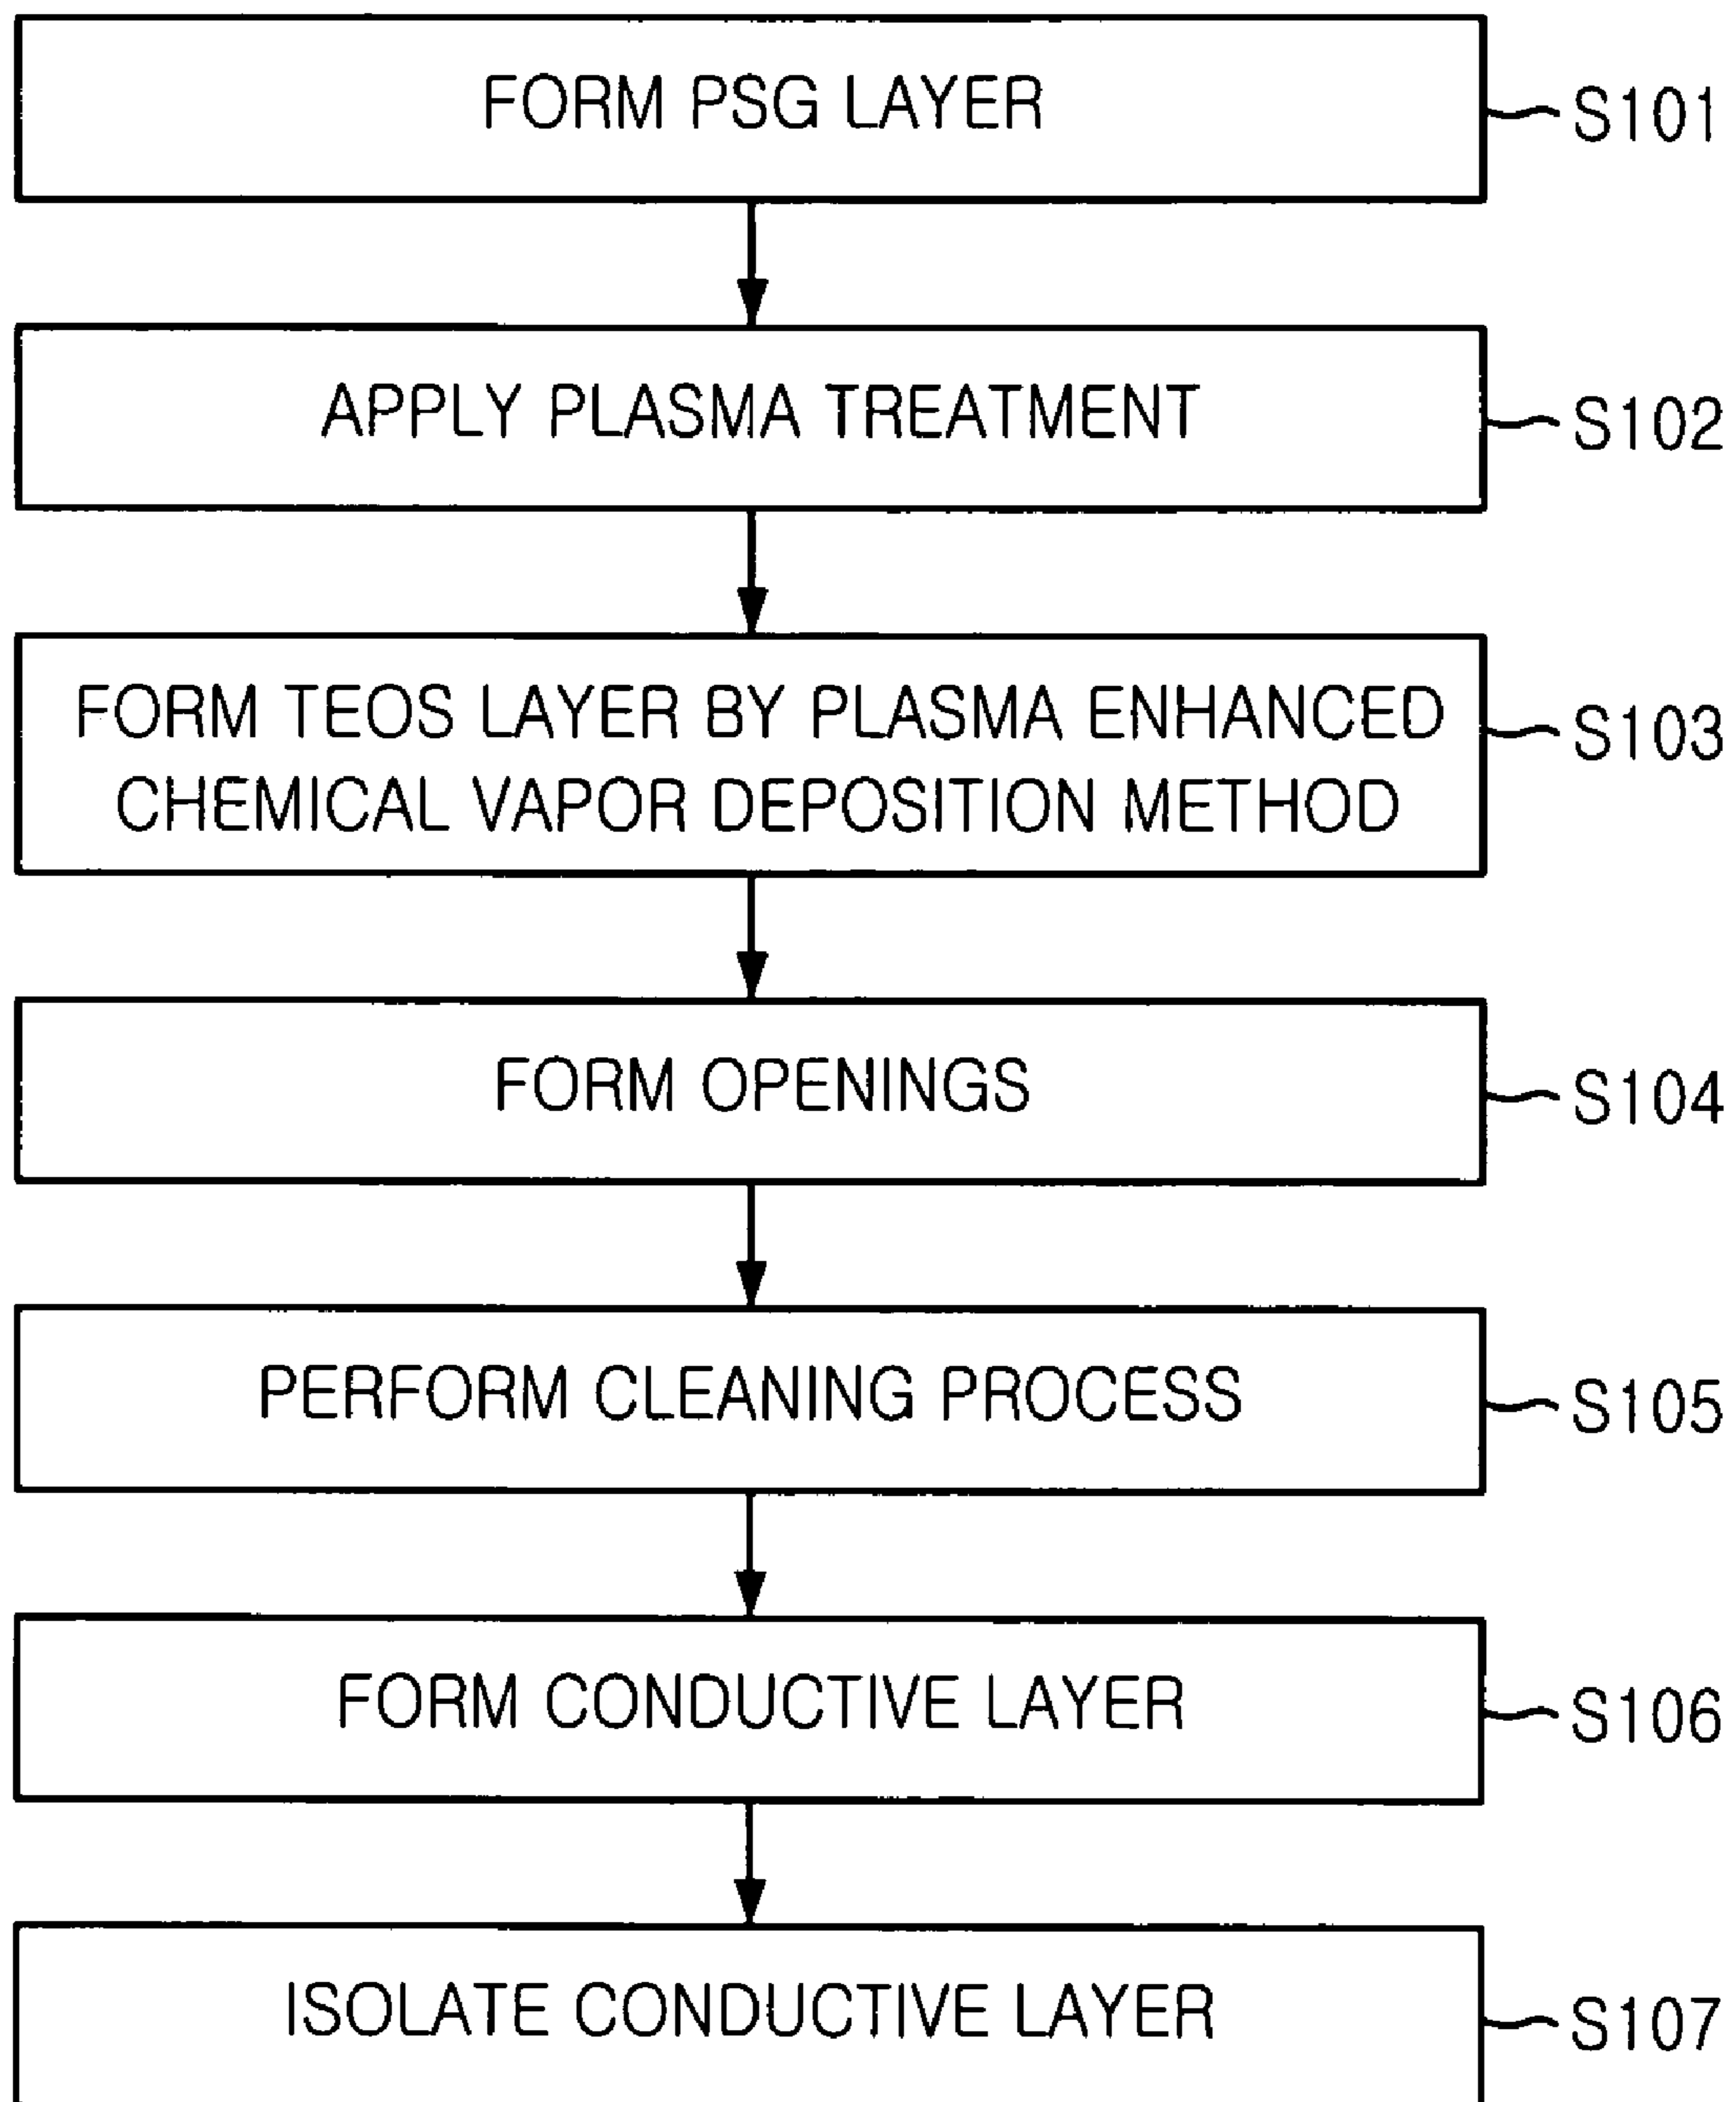 FORM PSG LAYER
S101
APPLY PLASMA TREATMENT
S102
FORM TEOS LAYER BY PLASMA ENHANCED
CHEMICAL VAPOR DEPOSITION METHOD
S103
FORM OPENINGS
S104
PERFORM CLEANING PROCESS
S105
FORM CONDUCTIVE LAYER
S106
ISOLATE CONDUCTIVE LAYER
S107